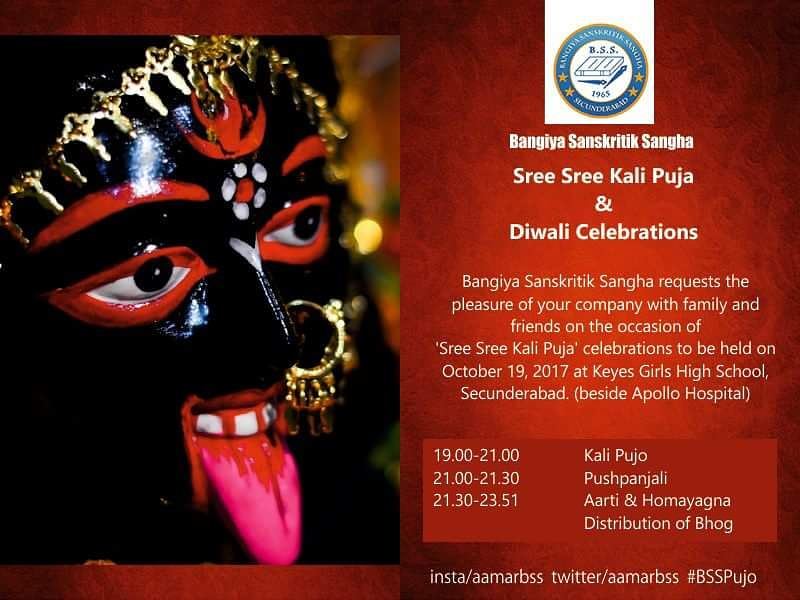 BANGIYA SANSKRITIK SANGHA
B.S.S.
1965
SECUNDERABAD
Bangiya Sanskritik Sangha
Sree Sree Kali Puja
&
Diwali Celebrations
Bangiya Sanskritik Sangha requests the
pleasure of your company with family and
friends on the occasion of
'Sree Sree Kali Puja' celebrations to be held on
October 19, 2017 at Keyes Girls High School,
Secunderabad. (beside Apollo Hospital)
19.00-21.00 Kali Pujo
21.00-21.30 Pushpanjali
21.30-23.51 Aarti & Homayagna
Distribution of Bhog
insta/aamarbss twitter/aamarbss #BSSPujo